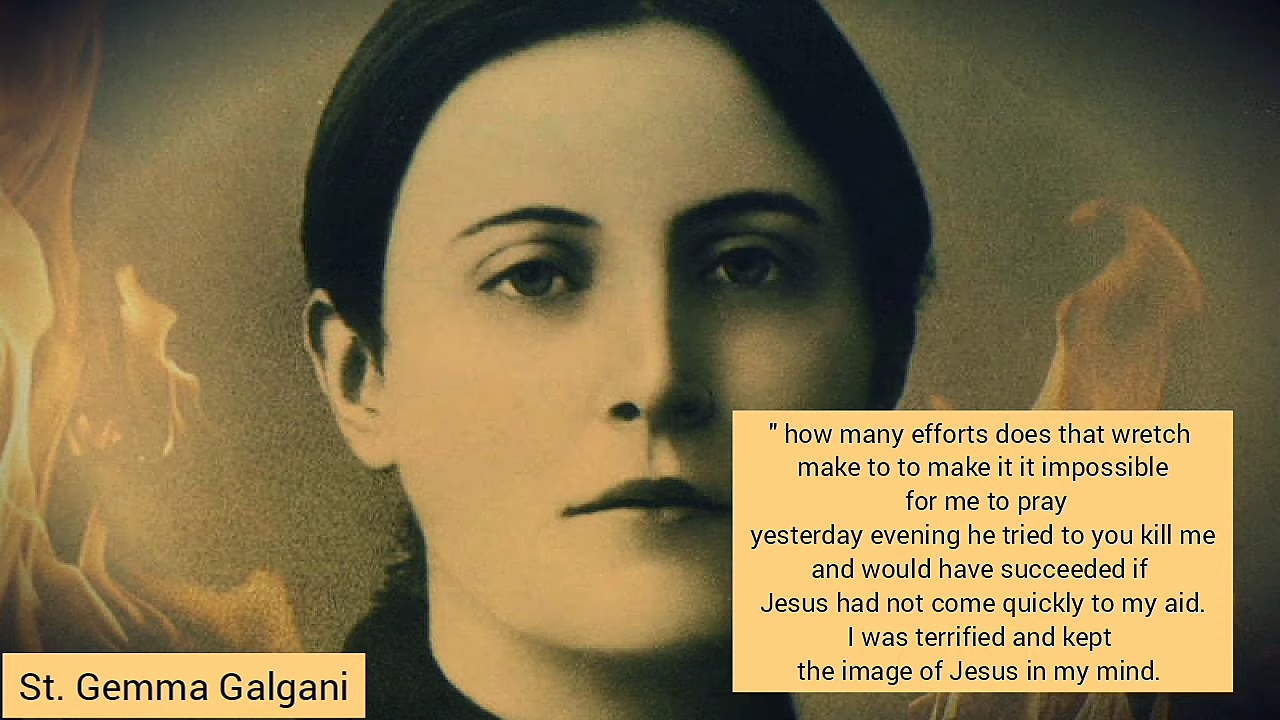 " how many efforts does that wretch
make to to make it it impossible
for me to pray
yesterday evening he tried to you kill me
and would have succeeded if
Jesus had not come quickly to my aid.
I was terrified and kept
the image of Jesus in my mind.
St. Gemma Galgani